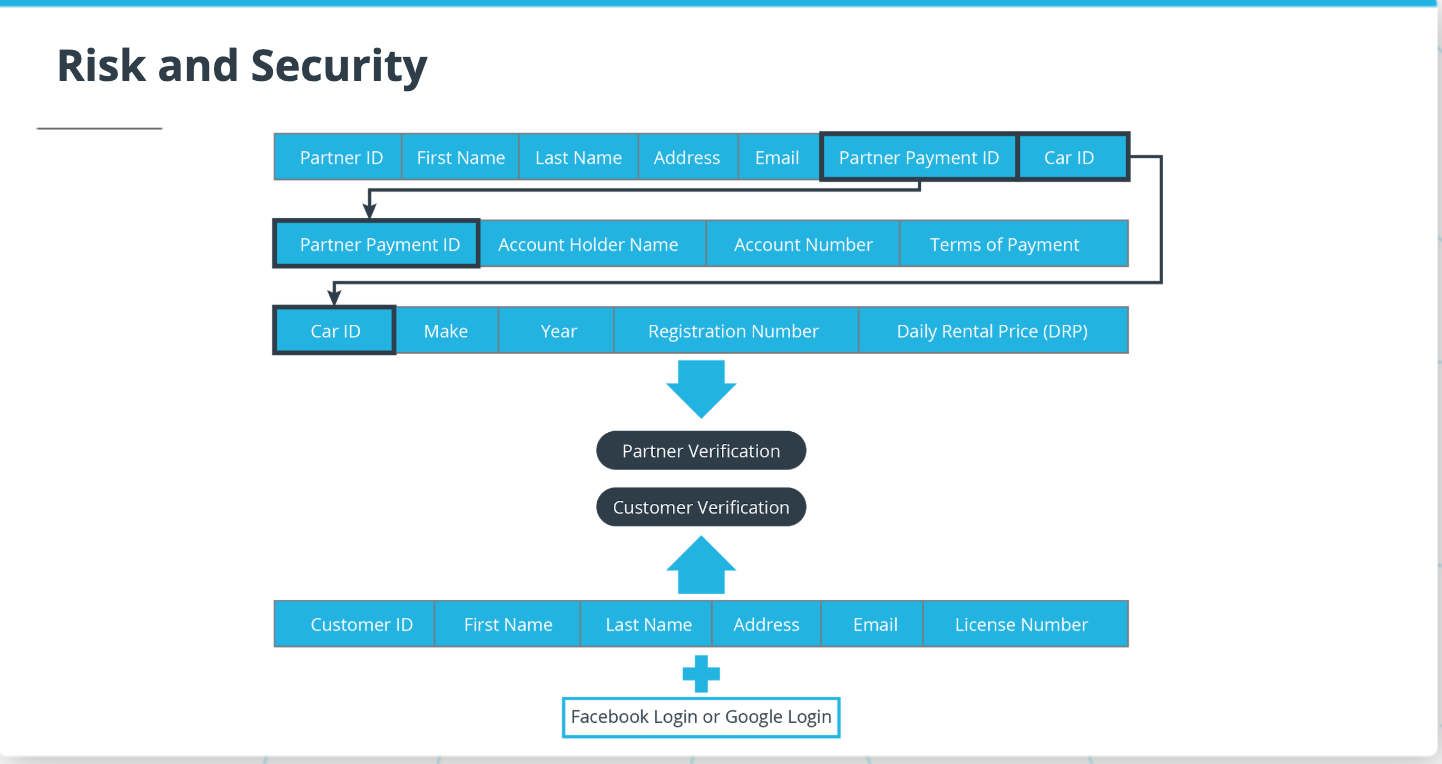 Risk and Security
Partner ID First Name Last Name Address Email Partner Payment ID Car ID
Partner Payment ID Account Holder Name Account Number Terms of Payment
Car ID Make Year Registration Number Daily Rental Price (DRP)
Partner Verification
Customer Verification
Customer ID First Name Last Name Address Email License Number
Facebook Login or Google Login